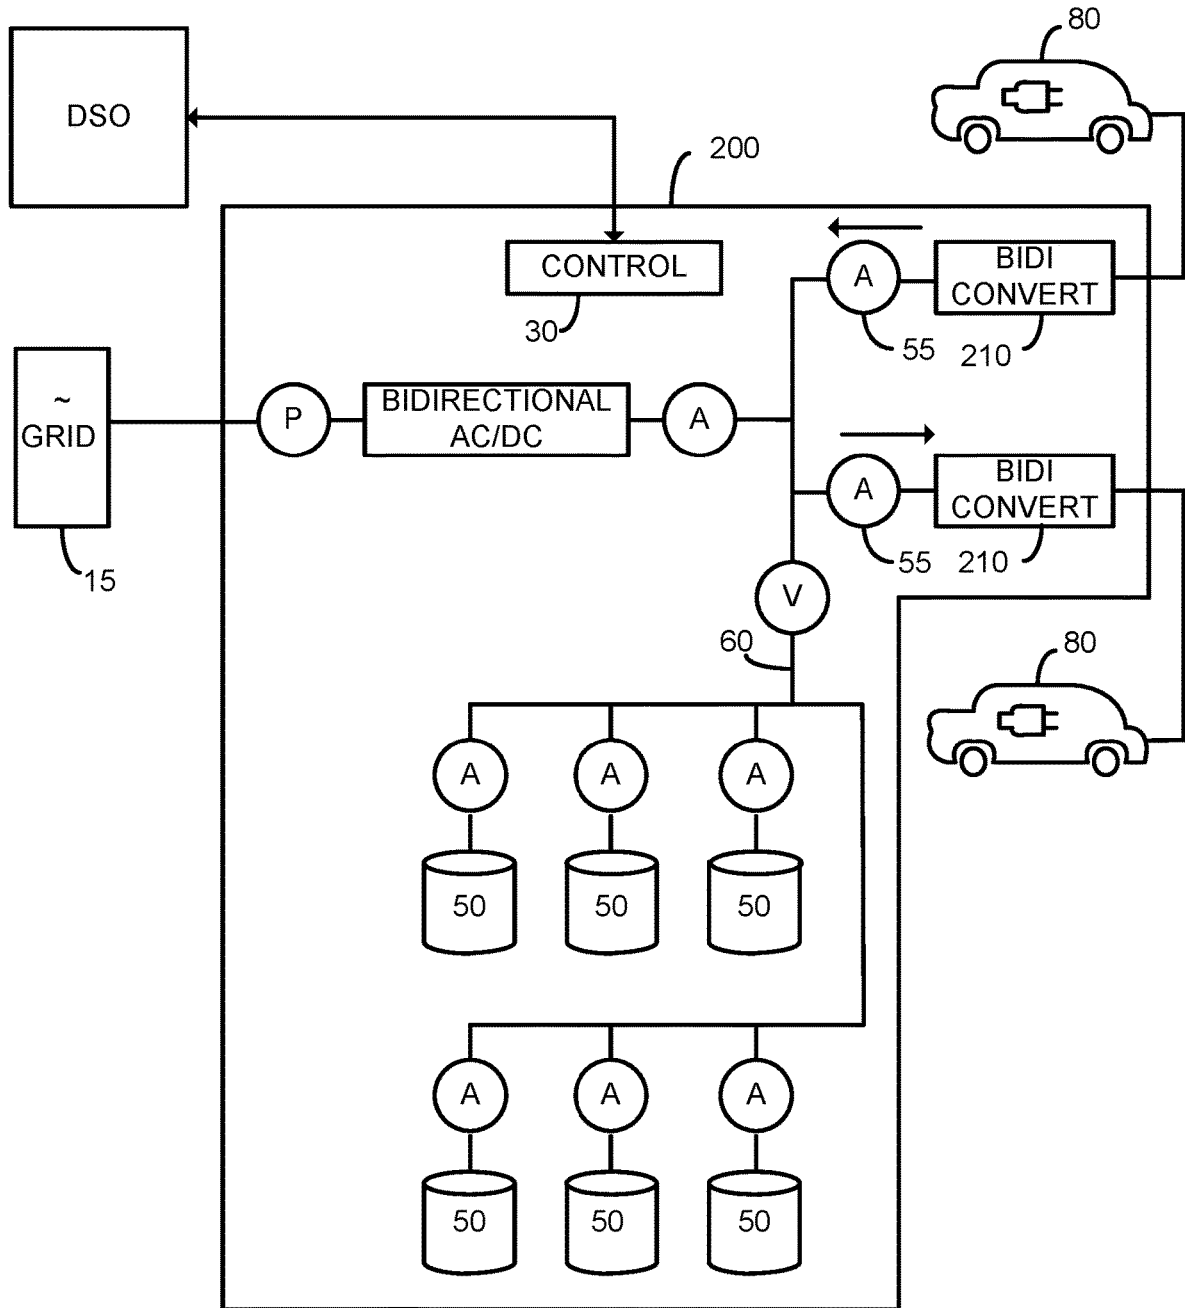 80
DSO
200
CONTROL
30
A
BIDI
CONVERT
55
210
~
GRID
15
P
BIDIRECTIONAL
AC/DC
A
A
BIDI
CONVERT
55
210
V
60
80
A
A
A
50
50
50
A
A
A
50
50
50